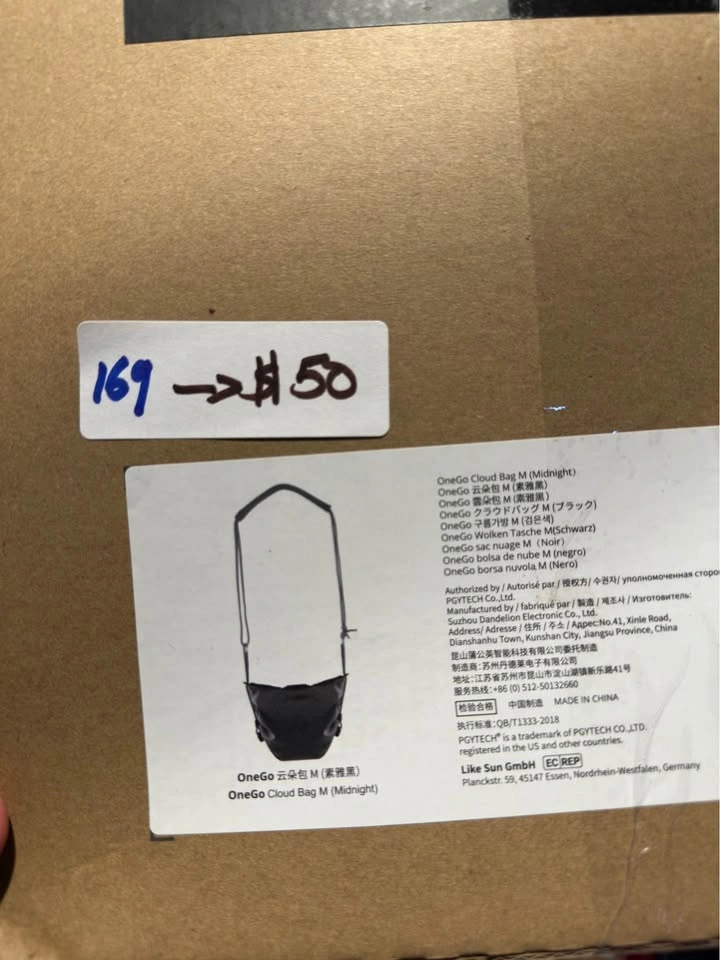 169 → $50
OneGo Cloud Bag M (Midnight)
OneGo 云朵包 M (素雅黑)
OneGo 雲朵包 M (素雅黑)
OneGo クラウドバッグ M (ブラック)
OneGo 구름가방 M (검은색)
OneGo Wolken Tasche M(Schwarz)
OneGo sac nuage M (Noir)
OneGo bolsa de nube M (negro)
OneGo borsa nuvola M (Nero)
Authorized by / Autorisé par / 授权方/ 수권자/ уполномоченная
PGYTECH Co.,Ltd.
Manufactured by / fabriqué par / 製造 / 제조사 / Изготовитель:
Suzhou Dandelion Electronic Co., Ltd.
Address/ Adresse / 住所 / 주소 / Адрес:No.41, Xinle Road,
Dianshanhu Town, Kunshan City, Jiangsu Province, China
昆山蒲公英智能科技有限公司委托制造
制造商：苏州丹德莱电子有限公司
地址：江苏省苏州市昆山市淀山湖镇新乐路41号
服务热线：+86 (0) 512-50132660
检验合格 中国制造 MADE IN CHINA
执行标准：QB/T1333-2018
PGYTECH® is a trademark of PGYTECH CO.,LTD.
registered in the US and other countries.
Like Sun GmbH EC REP
Planckstr. 59, 45147 Essen, Nordrhein-Westfalen, Germany
OneGo 云朵包 M (素雅黑)
OneGo Cloud Bag M (Midnight)